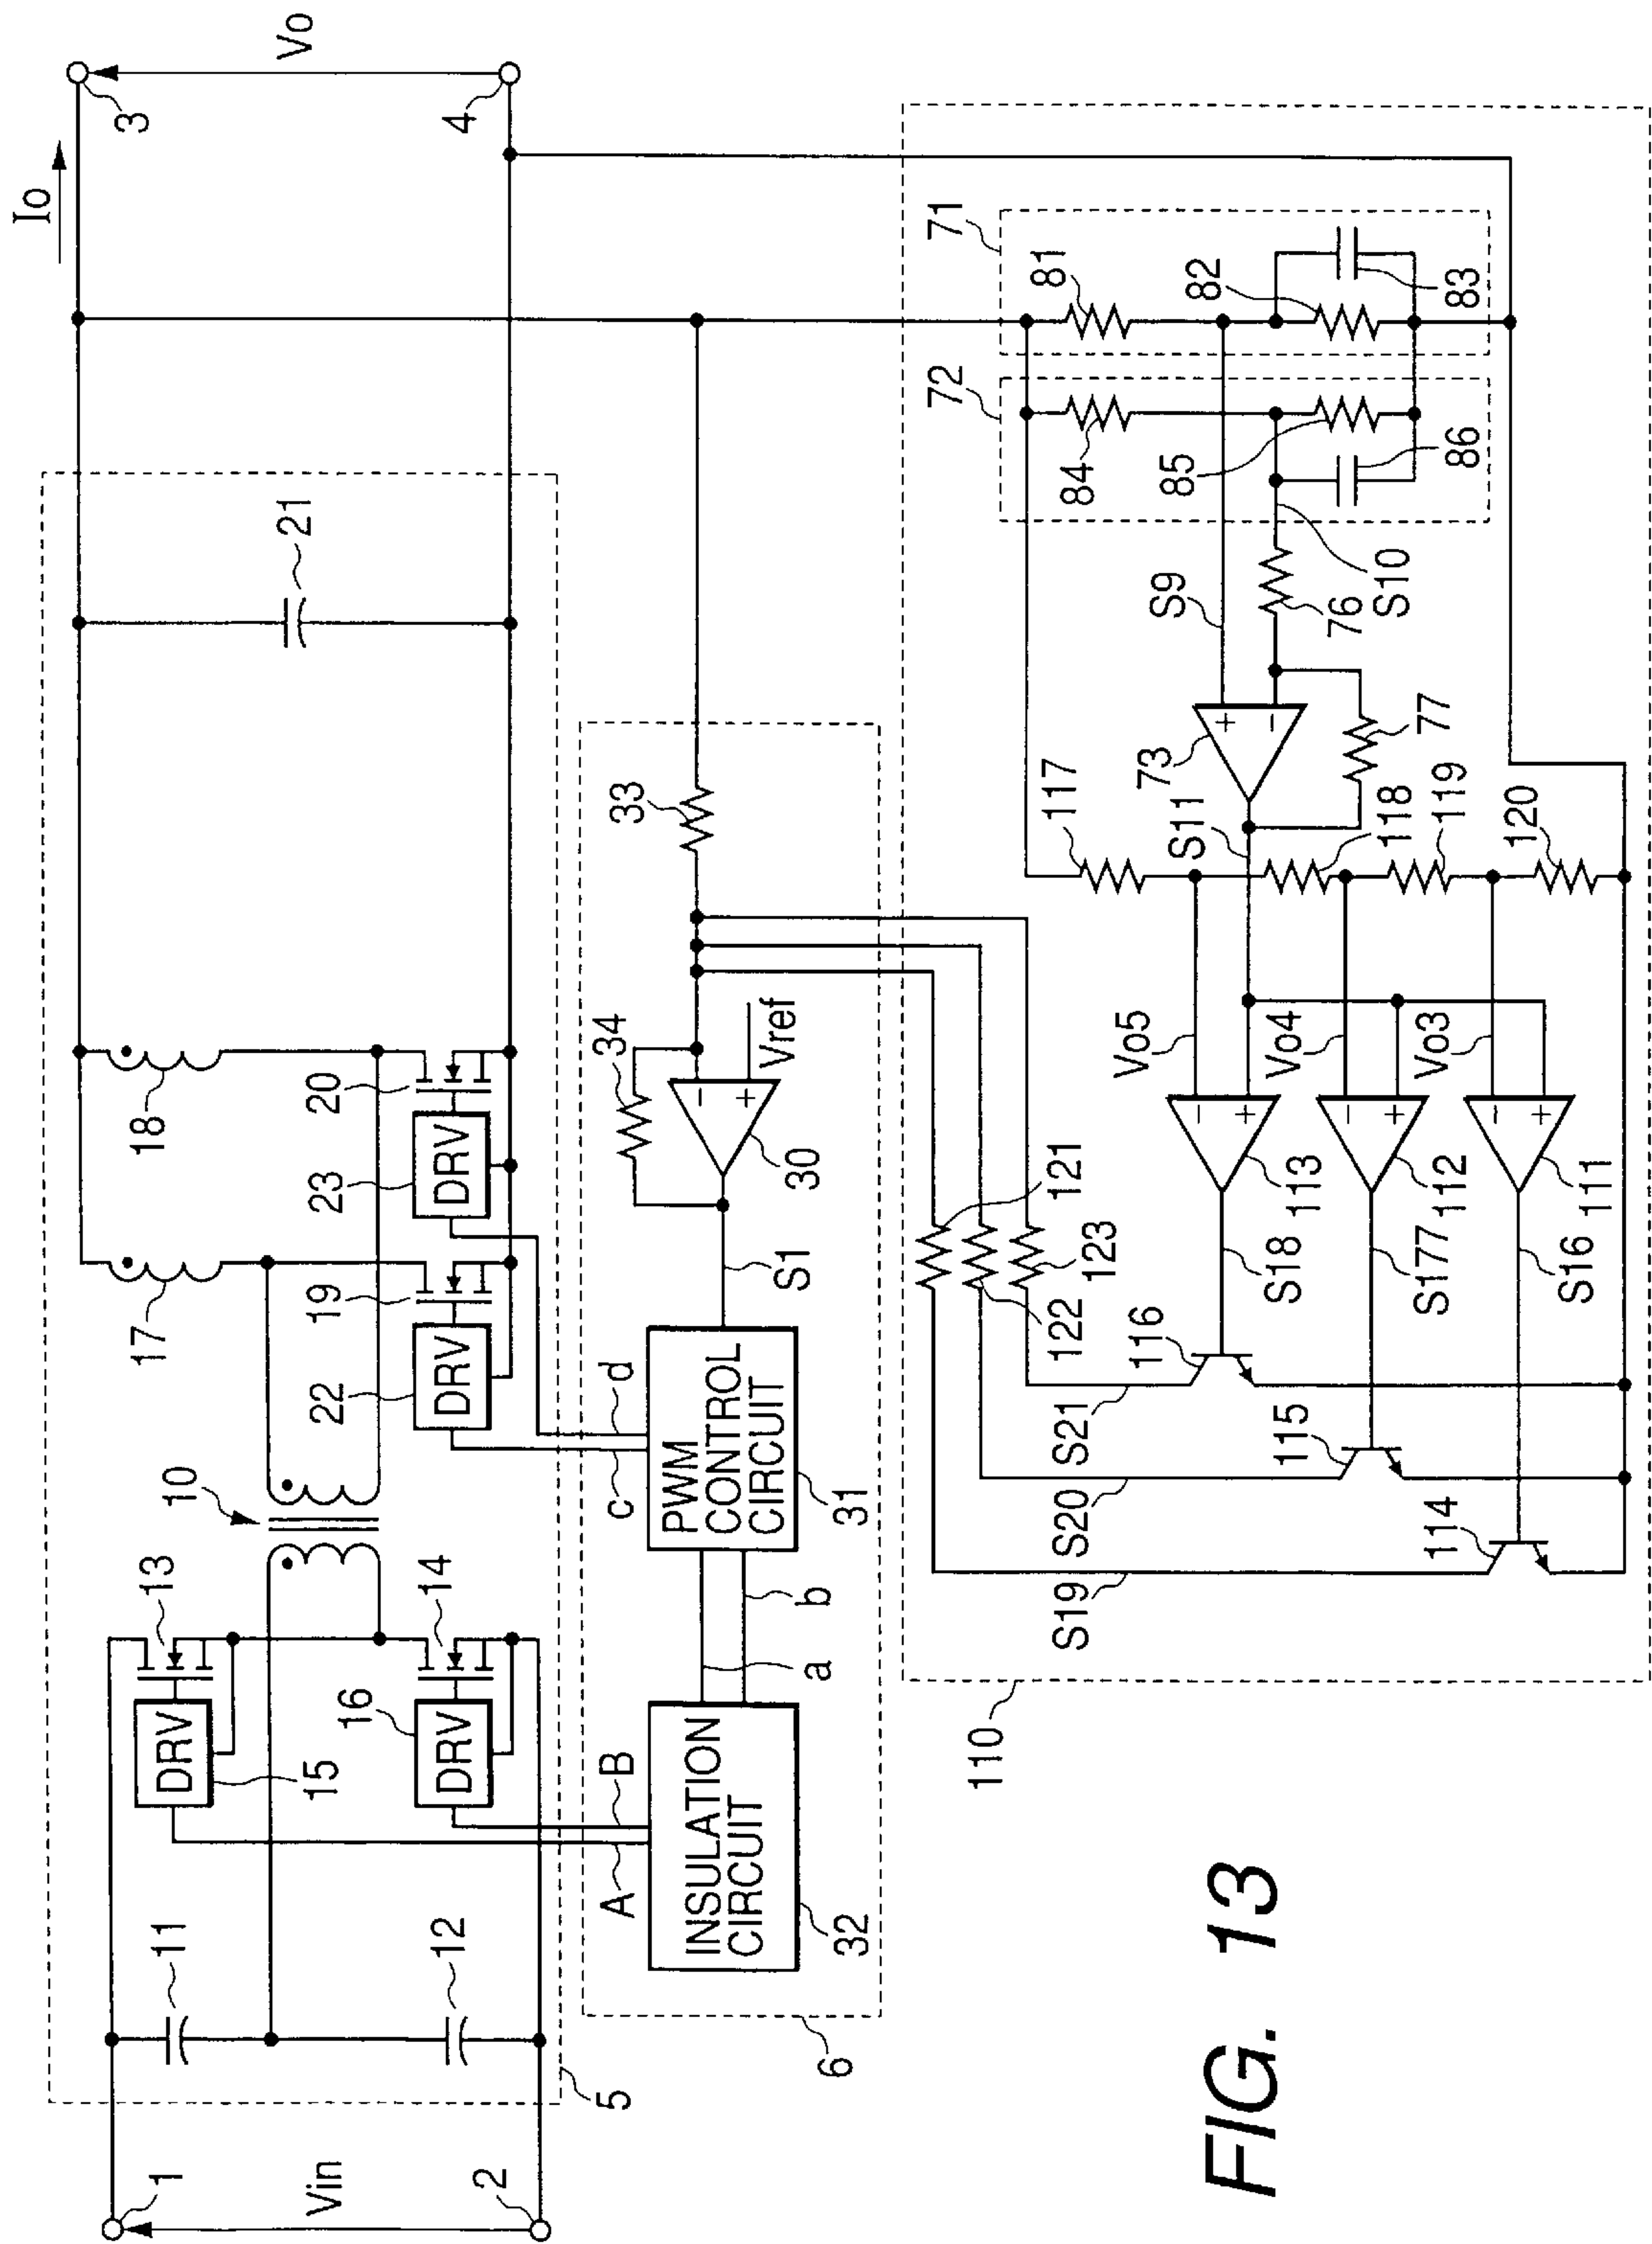 Io
Vo
3
4
1
2
Vin
5
11
12
13
14
DRV
15
DRV
16
10
17
18
DRV
22
19
DRV
23
20
21
6
INSULATION
CIRCUIT
32
A
B
a
b
PWM
CONTROL
CIRCUIT
31
c
d
S1
34
30
Vref
33
110
S19
S20
S21
114
115
116
121
122
123
S18
S177
S16
113
112
111
Vo5
Vo4
Vo3
117
S11
118
119
120
73
77
S9
76
S10
72
84
85
86
71
81
82
83
+
−
−
+
−
+
−
+
−
+
FIG. 13